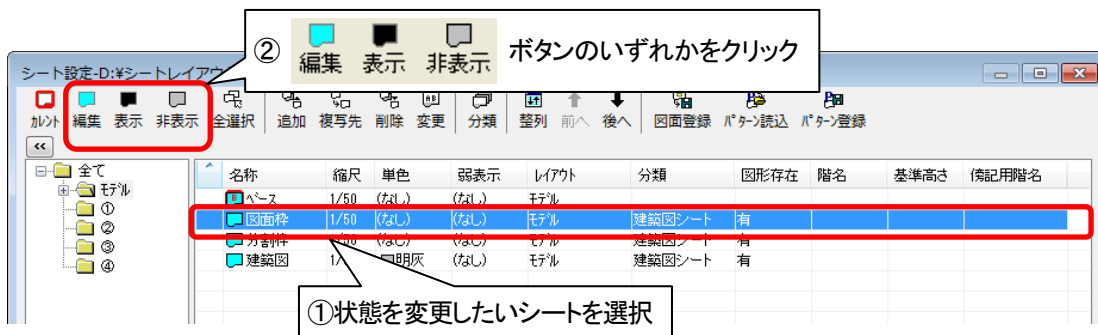 ② 編集 表示 非表示 ボタンのいずれかをクリック
シート設定-D:¥シートレイアウ
カレント 編集 表示 非表示 全選択 追加 複写先 削除 変更 分類 整列 前へ 後へ 図面登録 パターン読込 パターン登録
<<
全て
モデル
①
②
③
④
名称 縮尺 単色 弱表示 レイアウト 分類 図形存在 階名 基準高さ 傍記用階名
ベース 1/50 (なし) (なし) モデル
図面枠 1/50 (なし) (なし) モデル 建築図シート 有
分割枠 1/50 (なし) (なし) モデル 建築図シート 有
建築図 1/ 明灰 (なし) モデル 建築図シート 有
①状態を変更したいシートを選択